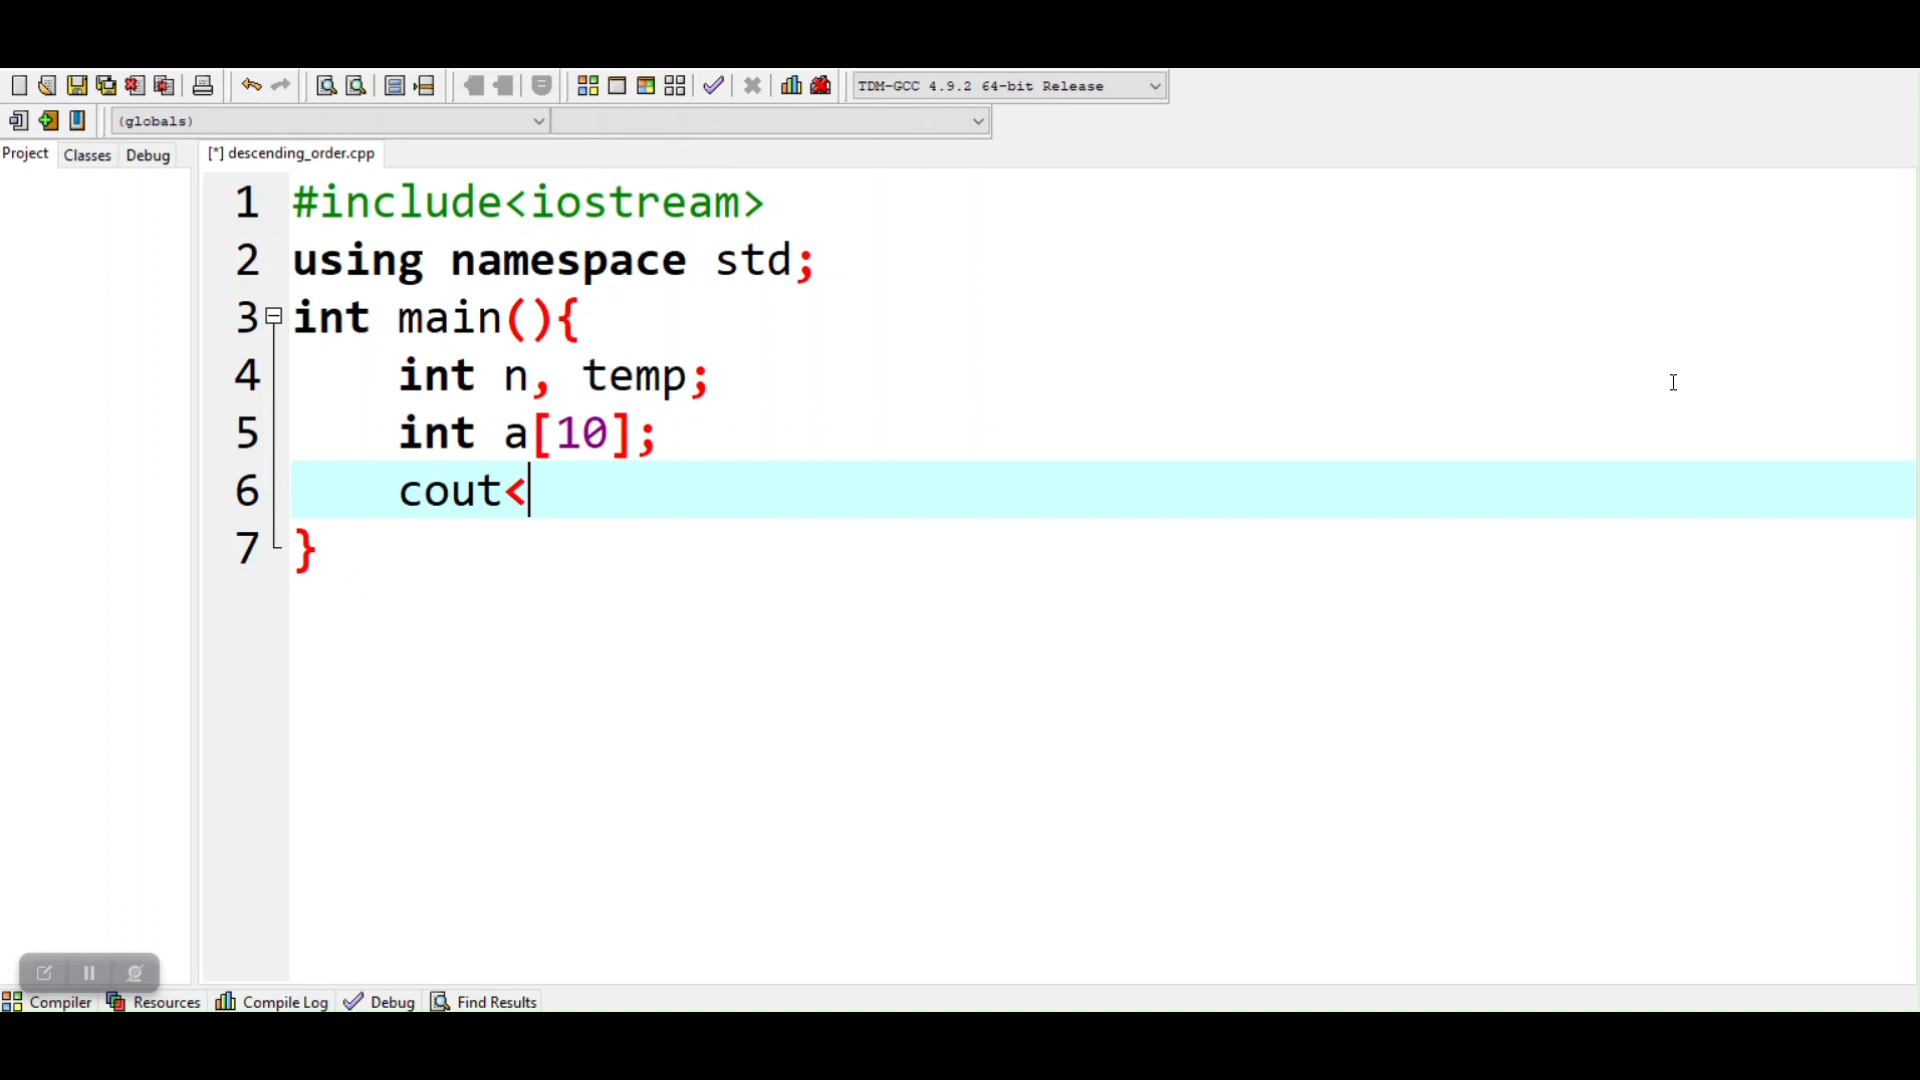 TDM-GCC 4.9.2 64-bit Release
(globals)
Project Classes Debug [*] descending_order.cpp
1 #include<iostream>
2 using namespace std;
3 int main(){
4 int n, temp;
5 int a[10];
6 cout<
7 }
Compiler Resources Compile Log Debug Find Results